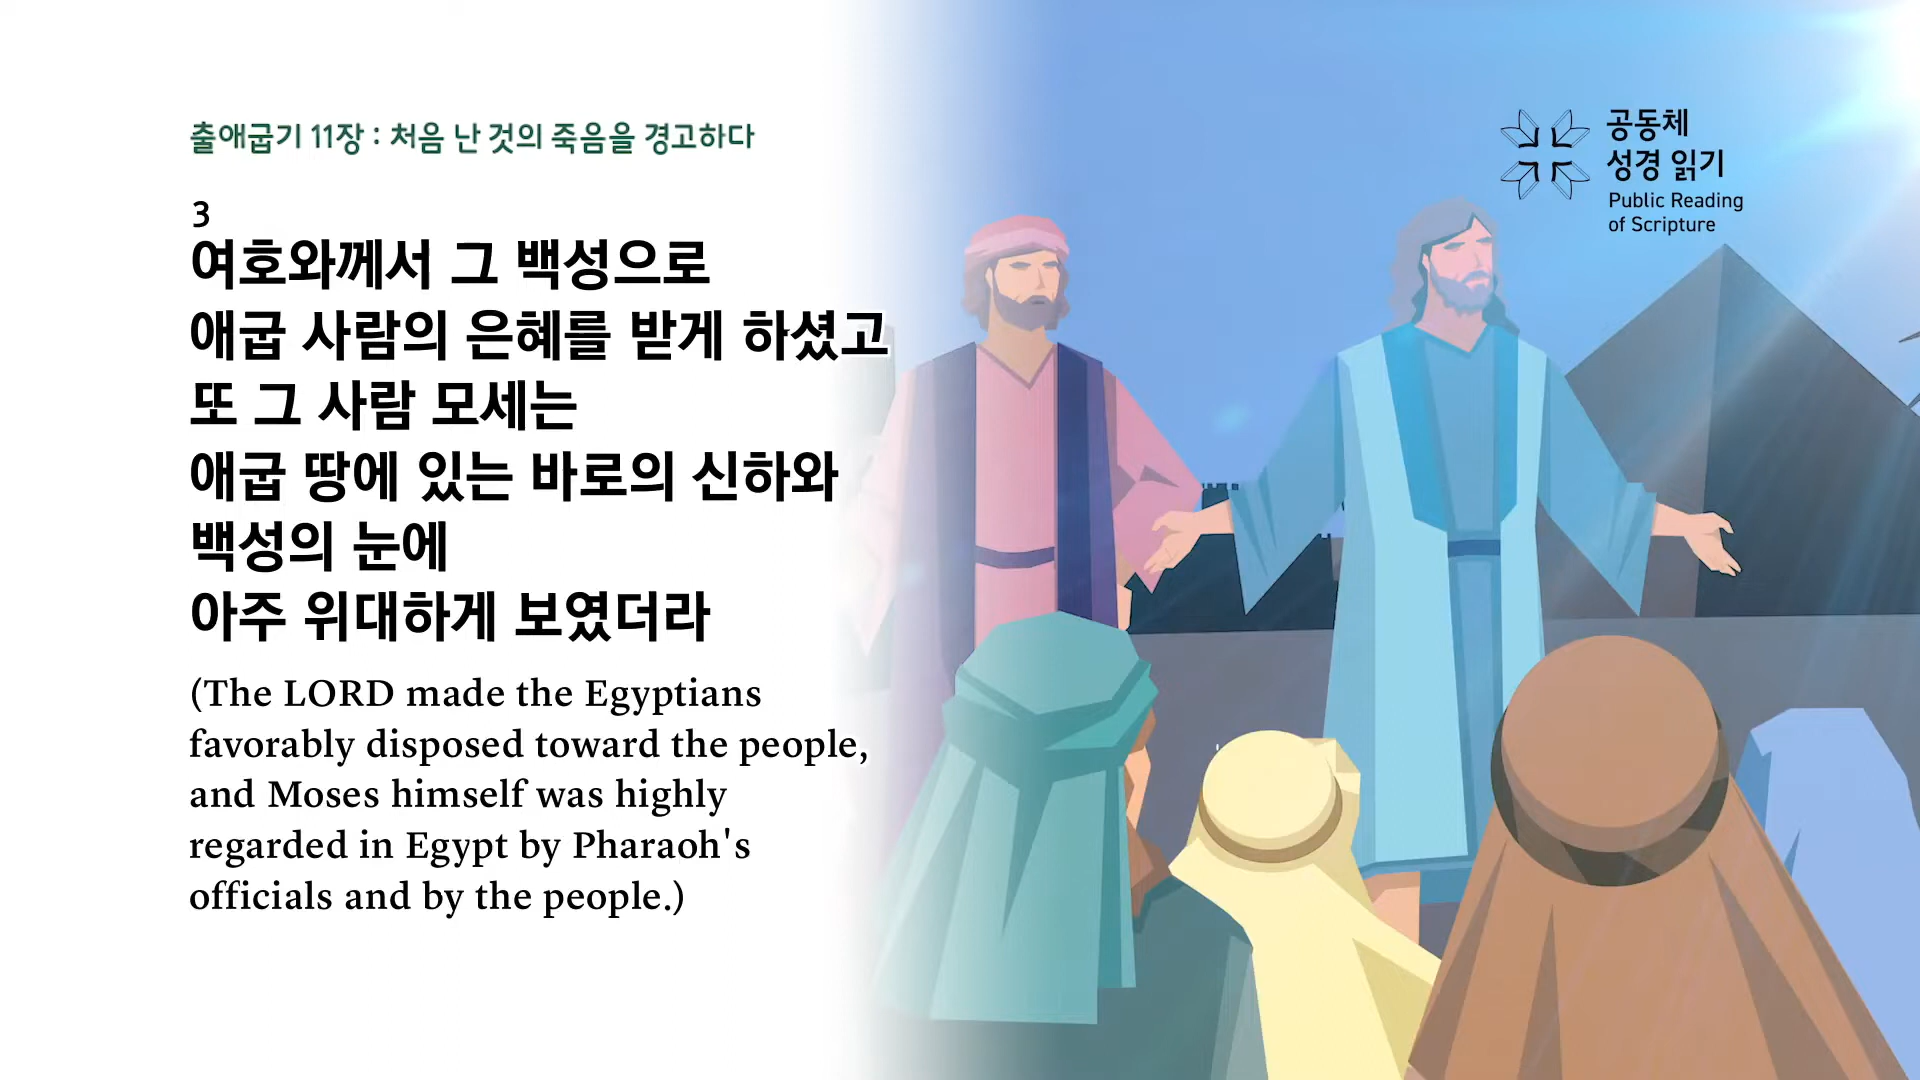 출애굽기 11장 : 처음 난 것의 죽음을 경고하다
3
여호와께서 그 백성으로
애굽 사람의 은혜를 받게 하셨고
또 그 사람 모세는
애굽 땅에 있는 바로의 신하와
백성의 눈에
아주 위대하게 보였더라
(The LORD made the Egyptians
favorably disposed toward the people,
and Moses himself was highly
regarded in Egypt by Pharaoh's
officials and by the people.)
공동체
성경 읽기
Public Reading
of Scripture